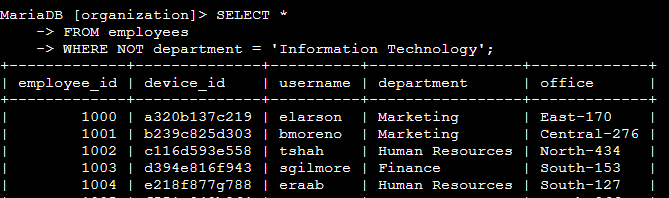 MariaDB [organization]> SELECT *
    -> FROM employees
    -> WHERE NOT department = 'Information Technology';
+-------------+--------------+----------+------------------------+-------------+
| employee_id | device_id    | username | department             | office      |
+-------------+--------------+----------+------------------------+-------------+
|        1000 | a320b137c219 | elarson  | Marketing              | East-170    |
|        1001 | b239c825d303 | bmoreno  | Marketing              | Central-276 |
|        1002 | c116d593e558 | tshah    | Human Resources        | North-434   |
|        1003 | d394e816f943 | sgilmore | Finance                | South-153   |
|        1004 | e218f877g788 | eraab    | Human Resources        | South-127   |